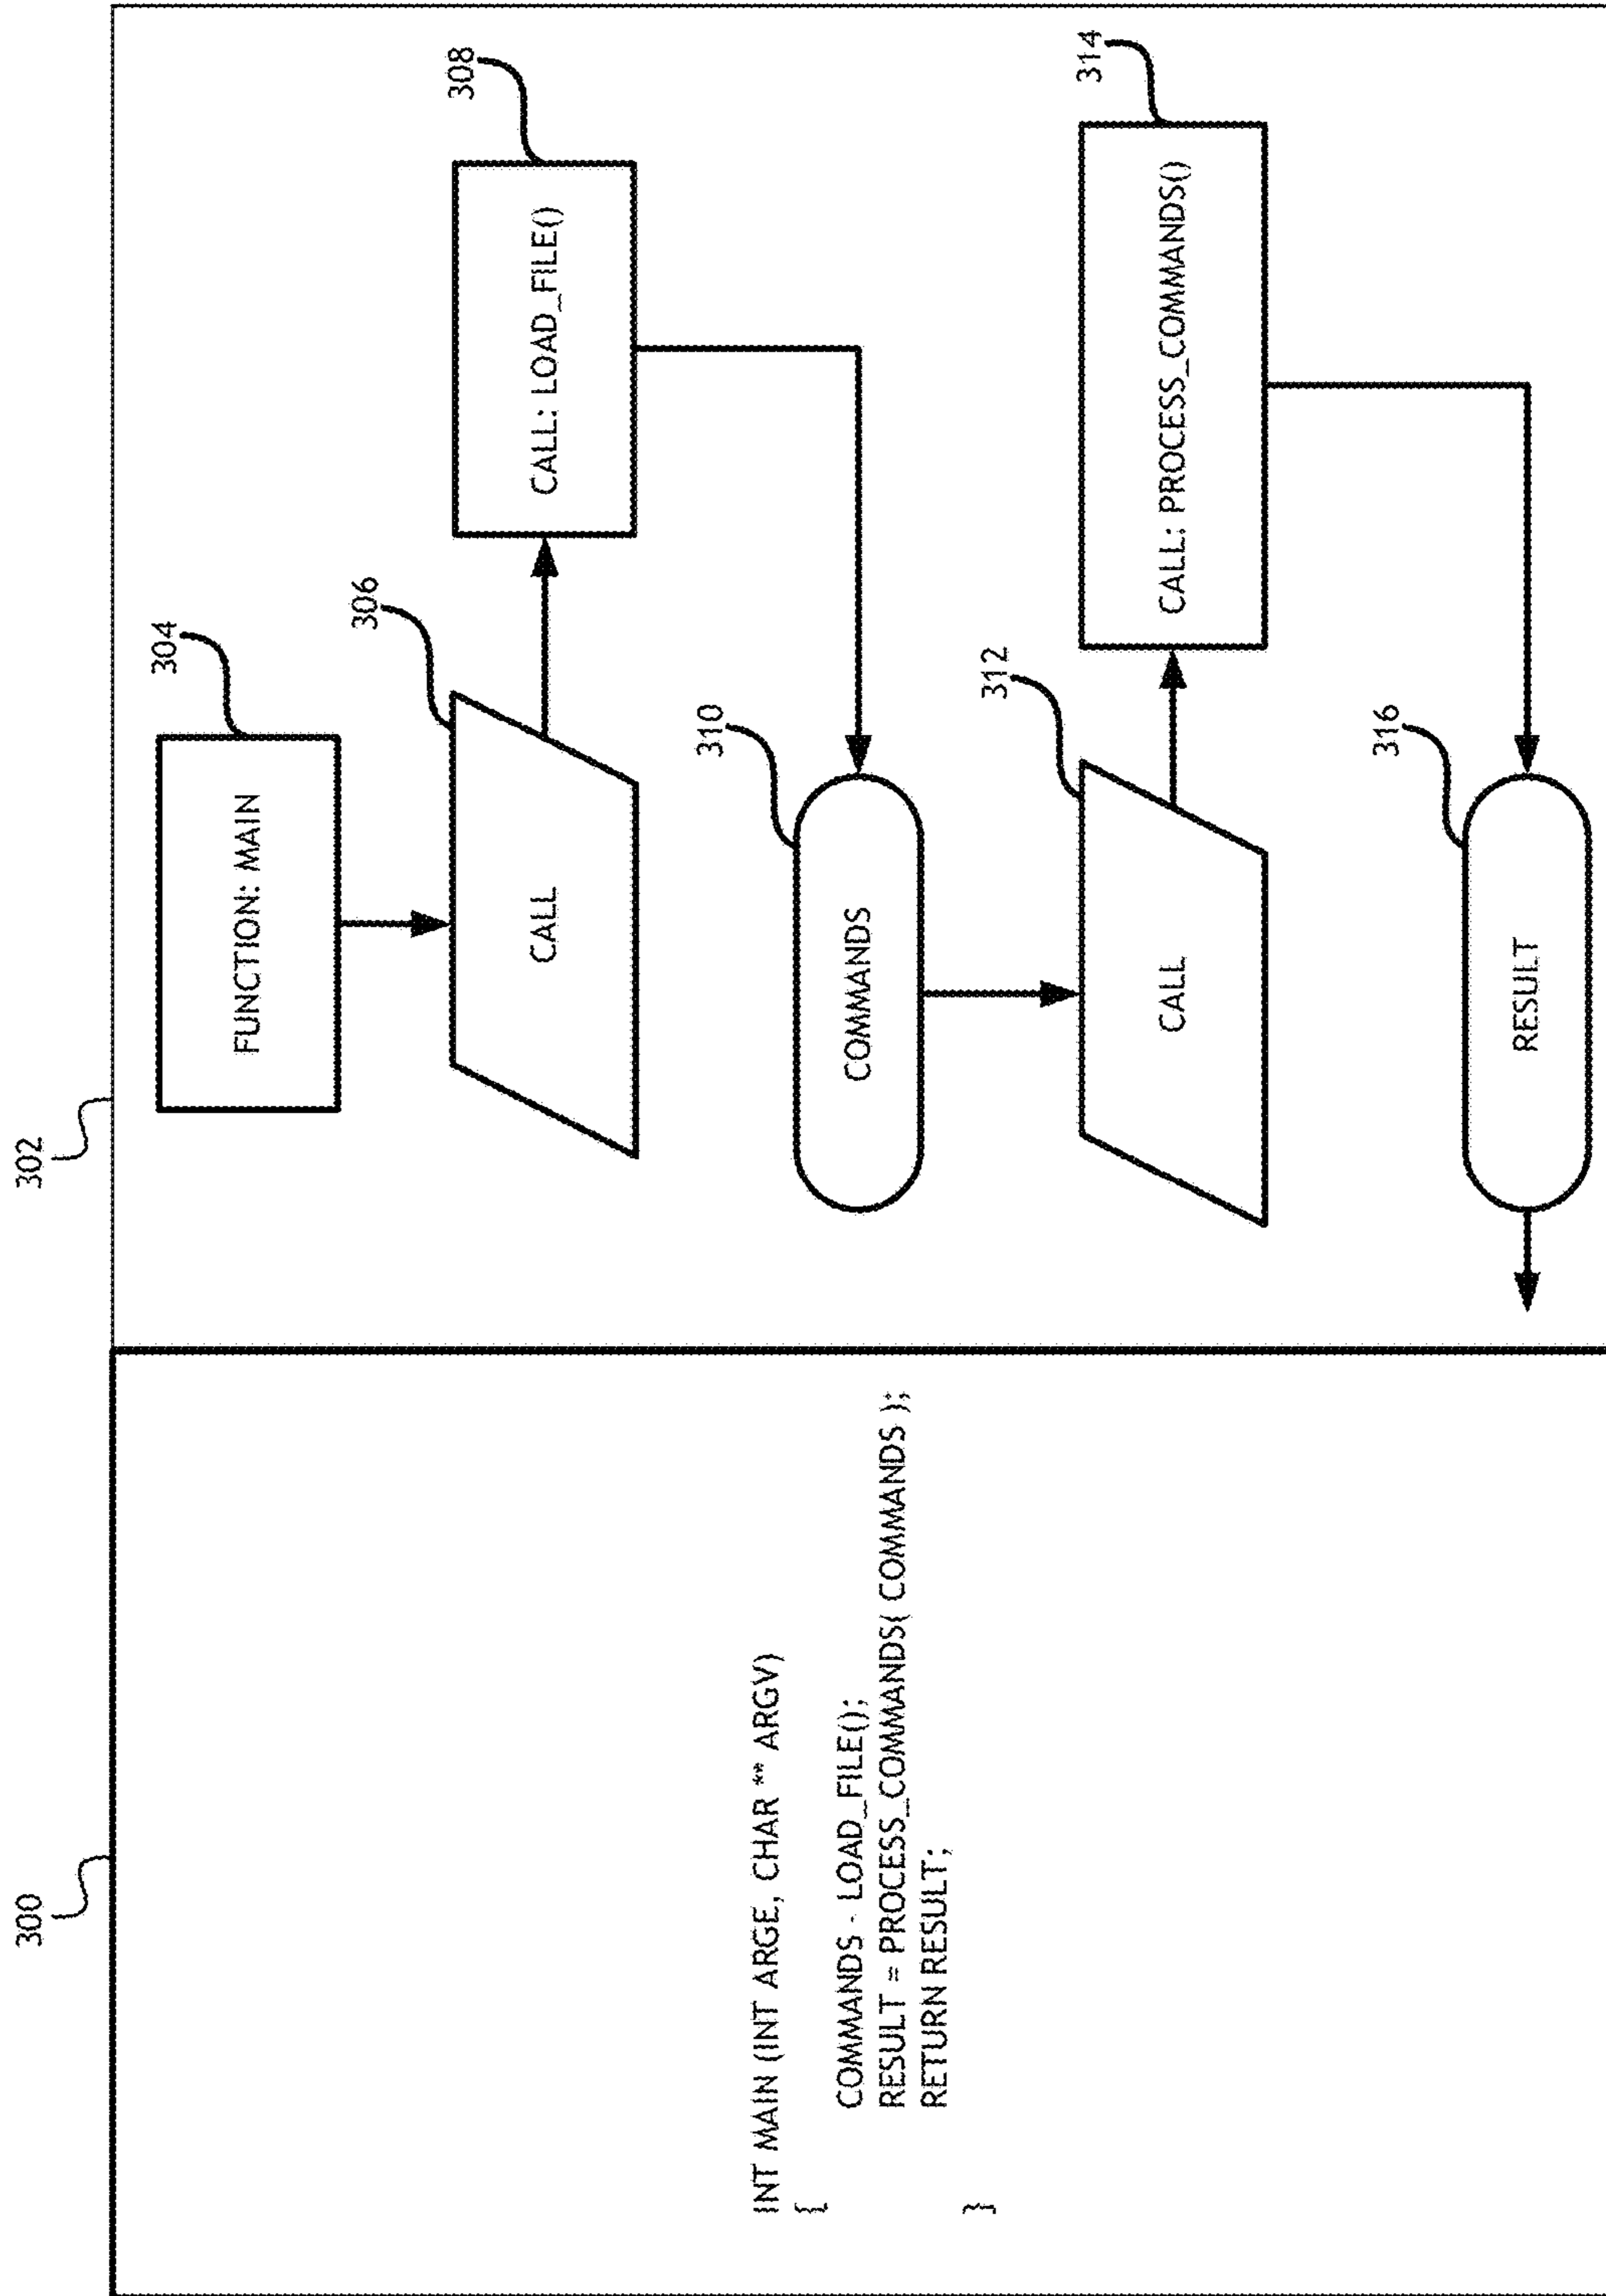 300
INT MAIN (INT ARGE, CHAR ** ARGV)
{
COMMANDS - LOAD_FILE();
RESULT = PROCESS_COMMANDS( COMMANDS );
RETURN RESULT;
}
302
304
FUNCTION: MAIN
306
308
CALL
CALL: LOAD_FILE()
310
COMMANDS
312
314
CALL
CALL: PROCESS_COMMANDS()
316
RESULT